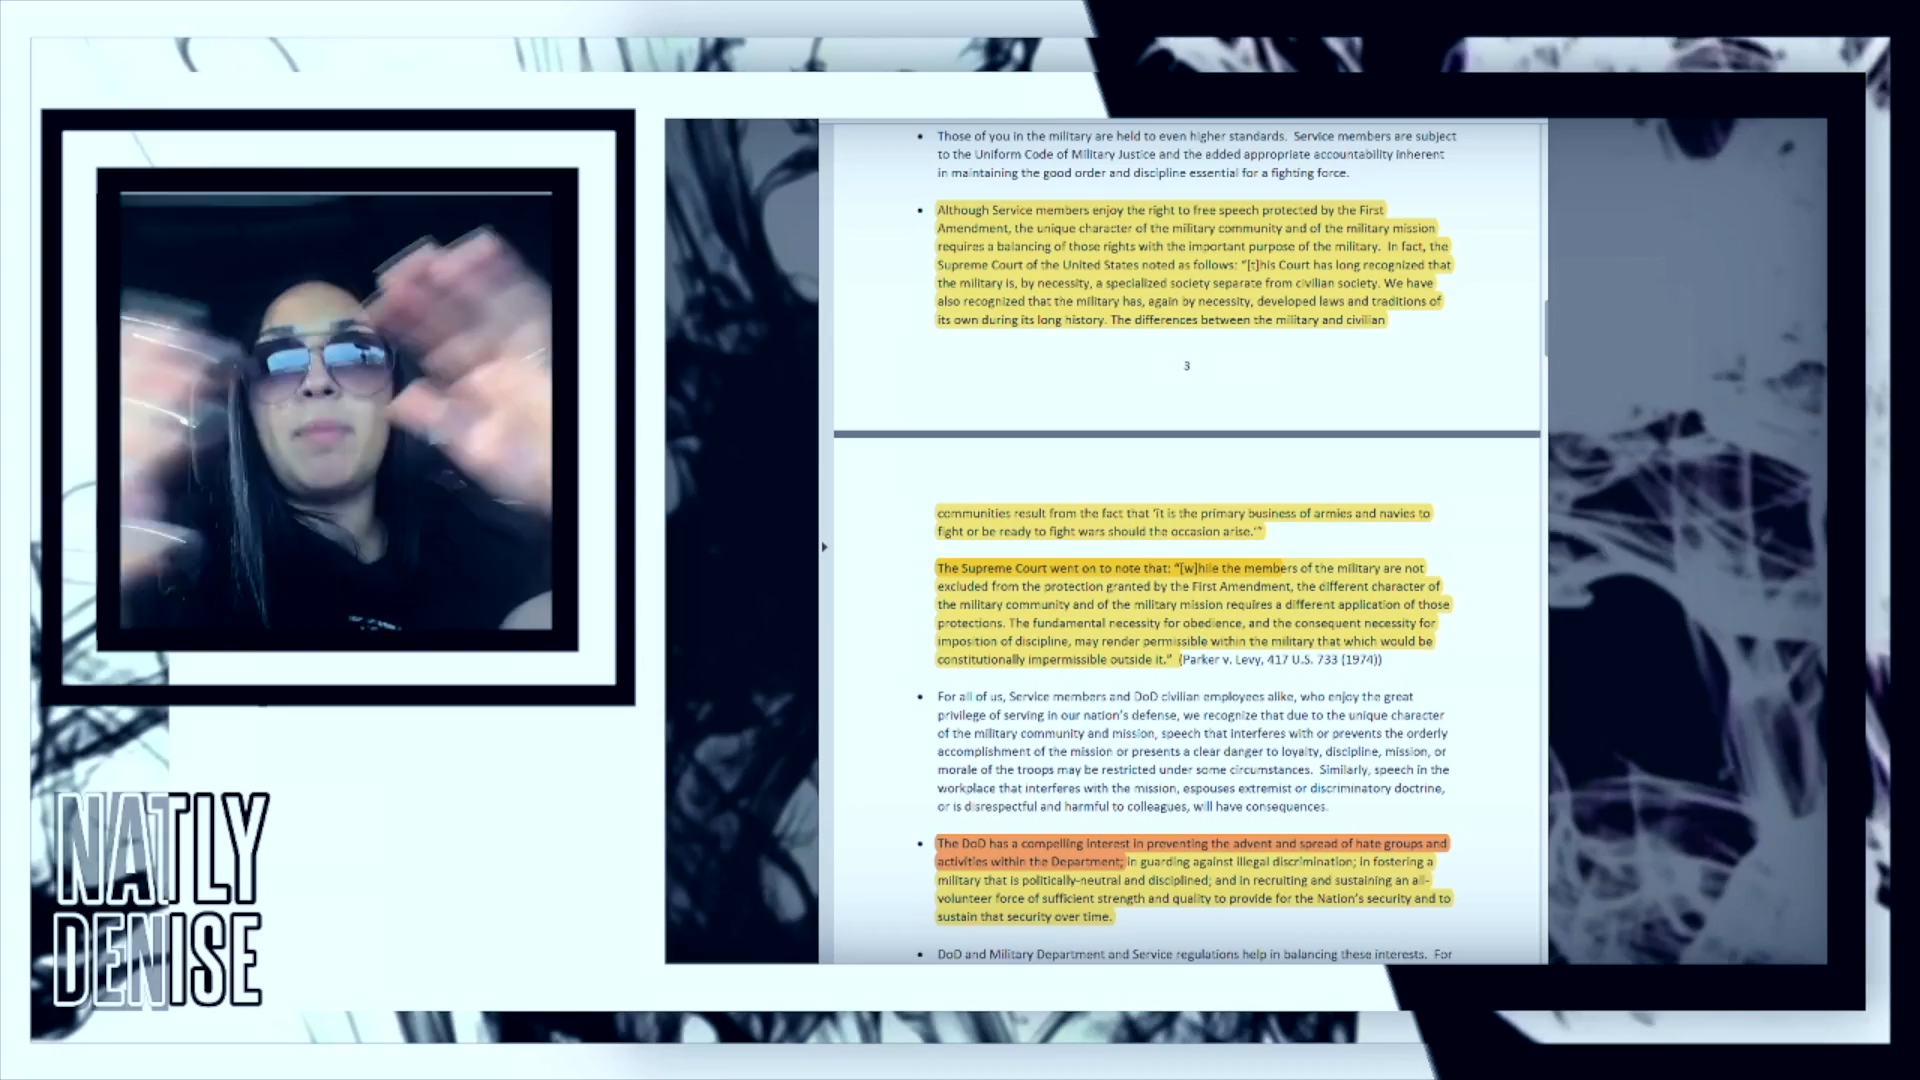 Those of you in the military are held to even higher standards. Service members are subject
to the Uniform Code of Military Justice and the added appropriate accountability inherent
in maintaining the good order and discipline essential for a fighting force.
Although Service members enjoy the right to free speech protected by the First
Amendment, the unique character of the military community and of the military mission
requires a balancing of those rights with the important purpose of the military. In fact, the
Supreme Court of the United States noted as follows: "[t]his Court has long recognized that
the military is, by necessity, a specialized society separate from civilian society. We have
also recognized that the military has, again by necessity, developed laws and traditions of
its own during its long history. The differences between the military and civilian
3
communities result from the fact that 'it is the primary business of armies and navies to
fight or be ready to fight wars should the occasion arise.'"
The Supreme Court went on to note that: "[w]hile the members of the military are not
excluded from the protection granted by the First Amendment, the different character of
the military community and of the military mission requires a different application of those
protections. The fundamental necessity for obedience, and the consequent necessity for
imposition of discipline, may render permissible within the military that which would be
constitutionally impermissible outside it." (Parker v. Levy, 417 U.S. 733 (1974))
For all of us, Service members and DoD civilian employees alike, who enjoy the great
privilege of serving in our nation's defense, we recognize that due to the unique character
of the military community and mission, speech that interferes with or prevents the orderly
accomplishment of the mission or presents a clear danger to loyalty, discipline, mission, or
morale of the troops may be restricted under some circumstances. Similarly, speech in the
workplace that interferes with the mission, espouses extremist or discriminatory doctrine,
or is disrespectful and harmful to colleagues, will have consequences.
The DoD has a compelling interest in preventing the advent and spread of hate groups and
activities within the Department; in guarding against illegal discrimination; in fostering a
military that is politically-neutral and disciplined; and in recruiting and sustaining an all-
volunteer force of sufficient strength and quality to provide for the Nation's security and to
sustain that security over time.
DoD and Military Department and Service regulations help in balancing these interests. For
NATLY
DENISE